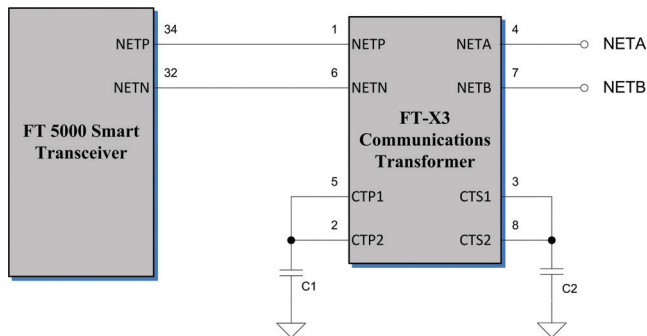 34
NETP
32
NETN
FT 5000 Smart
Transceiver
1
NETP
NETA
4
NETA
6
NETN
NETB
7
NETB
FT-X3
Communications
Transformer
5
CTP1
CTS1
3
2
CTP2
CTS2
8
C1
C2